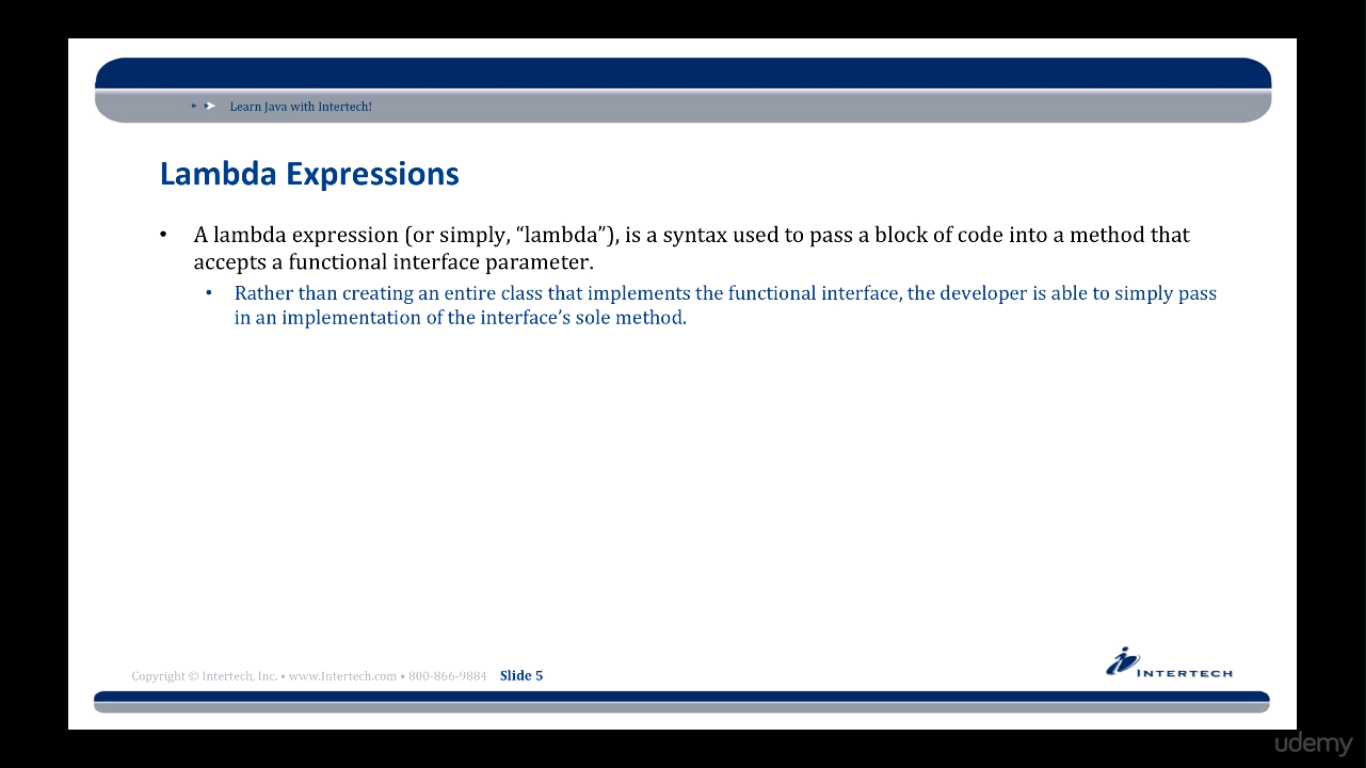 Learn Java with Intertech!
Lambda Expressions
• A lambda expression (or simply, “lambda”), is a syntax used to pass a block of code into a method that
accepts a functional interface parameter.
• Rather than creating an entire class that implements the functional interface, the developer is able to simply pass
in an implementation of the interface’s sole method.
Copyright © Intertech, Inc. • www.Intertech.com • 800-866-9884 Slide 5
INTERTECH
udemy